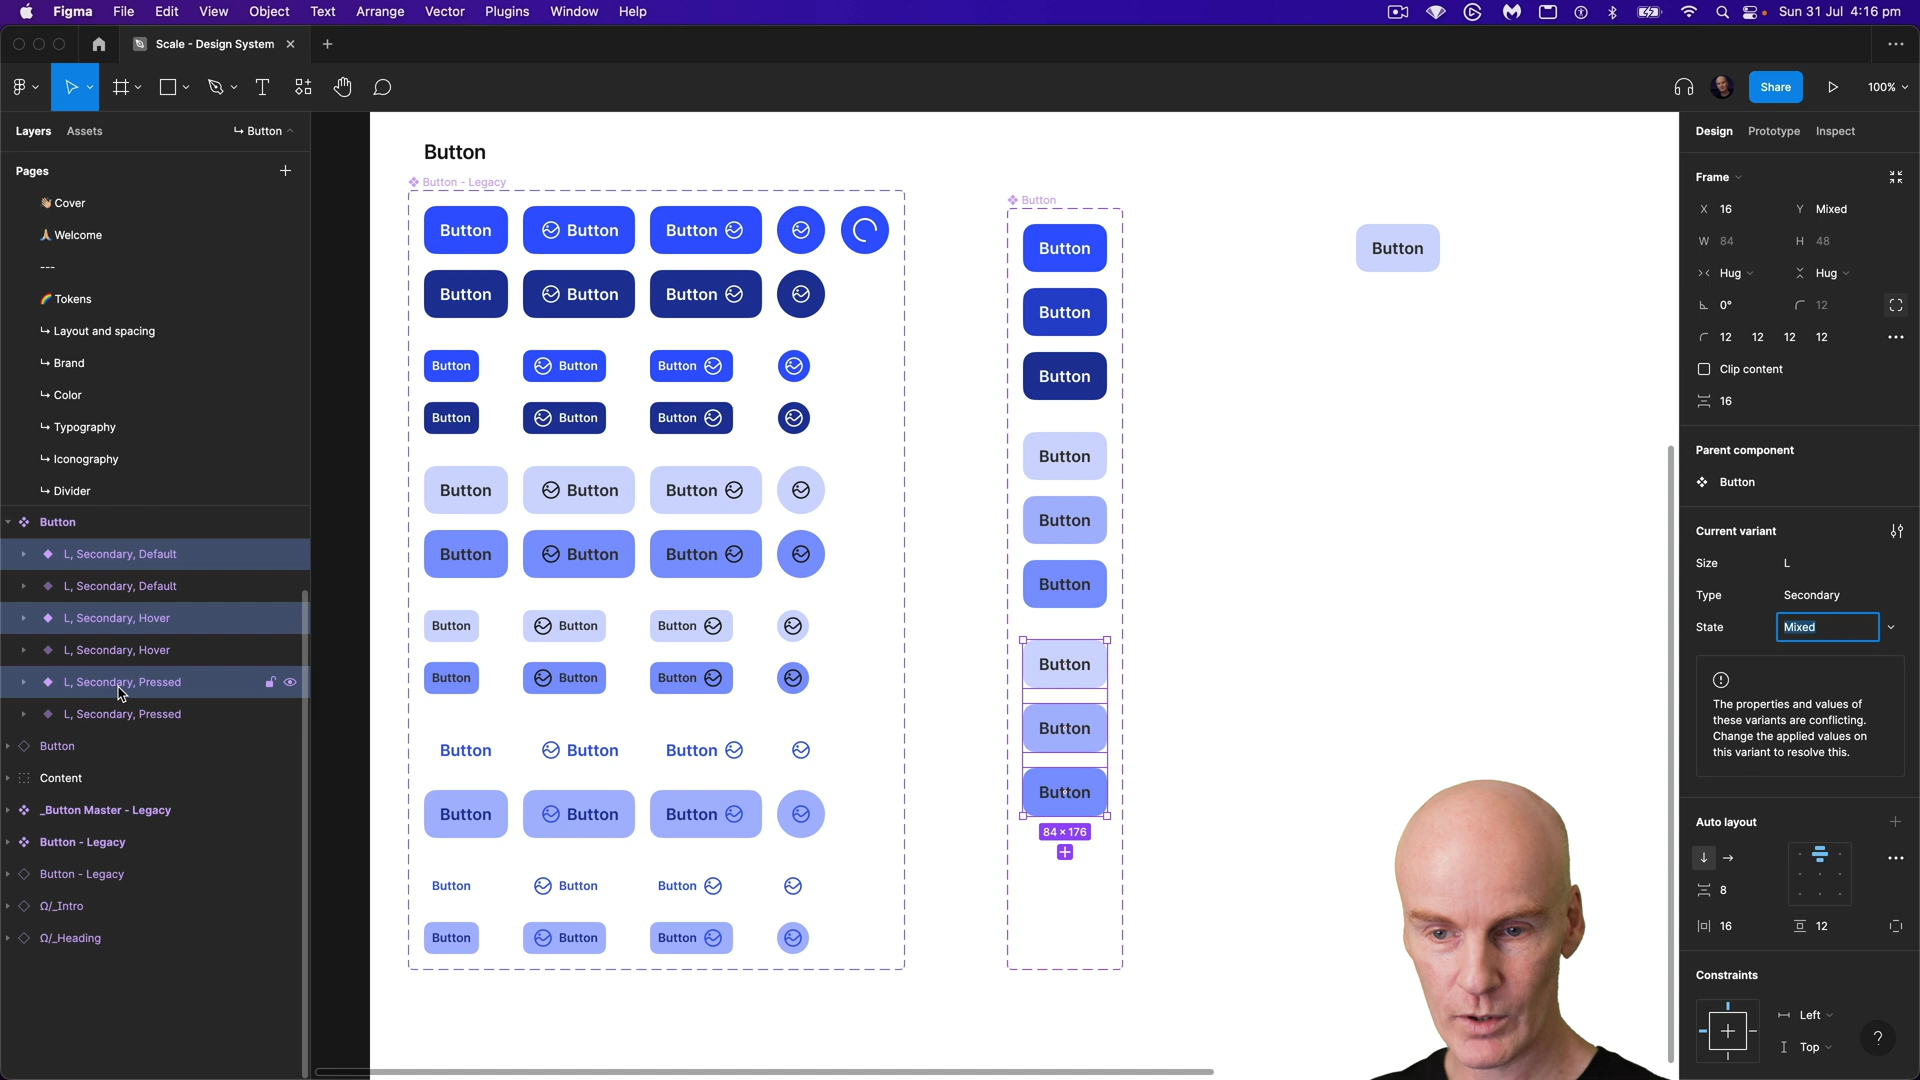 Figma File Edit View Object Text Arrange Vector Plugins Window Help
Sun 31 Jul 4:16 pm
Scale - Design System
Share
100%
Layers Assets
Button
Pages
Cover
Welcome
---
Tokens
Layout and spacing
Brand
Color
Typography
Iconography
Divider
Button
L, Secondary, Default
L, Secondary, Default
L, Secondary, Hover
L, Secondary, Hover
L, Secondary, Pressed
L, Secondary, Pressed
Button
Content
_Button Master - Legacy
Button - Legacy
Button - Legacy
Ω/_Intro
Ω/_Heading
Button
Button - Legacy
Button Button Button
Button Button Button
Button Button Button
Button Button Button
Button Button Button
Button Button Button
Button Button Button
Button Button Button
Button Button Button
Button Button Button
Button Button Button
Button Button Button
Button
Button
Button
Button
Button
Button
Button
Button
Button
Button
84 × 176
Button
Design Prototype Inspect
Frame
X 16 Y Mixed
W 84 H 48
Hug Hug
0° 12
12 12 12 12
Clip content
16
Parent component
Button
Current variant
Size L
Type Secondary
State Mixed
The properties and values of
these variants are conflicting.
Change the applied values on
this variant to resolve this.
Auto layout
8
16 12
Constraints
Left
Top
?